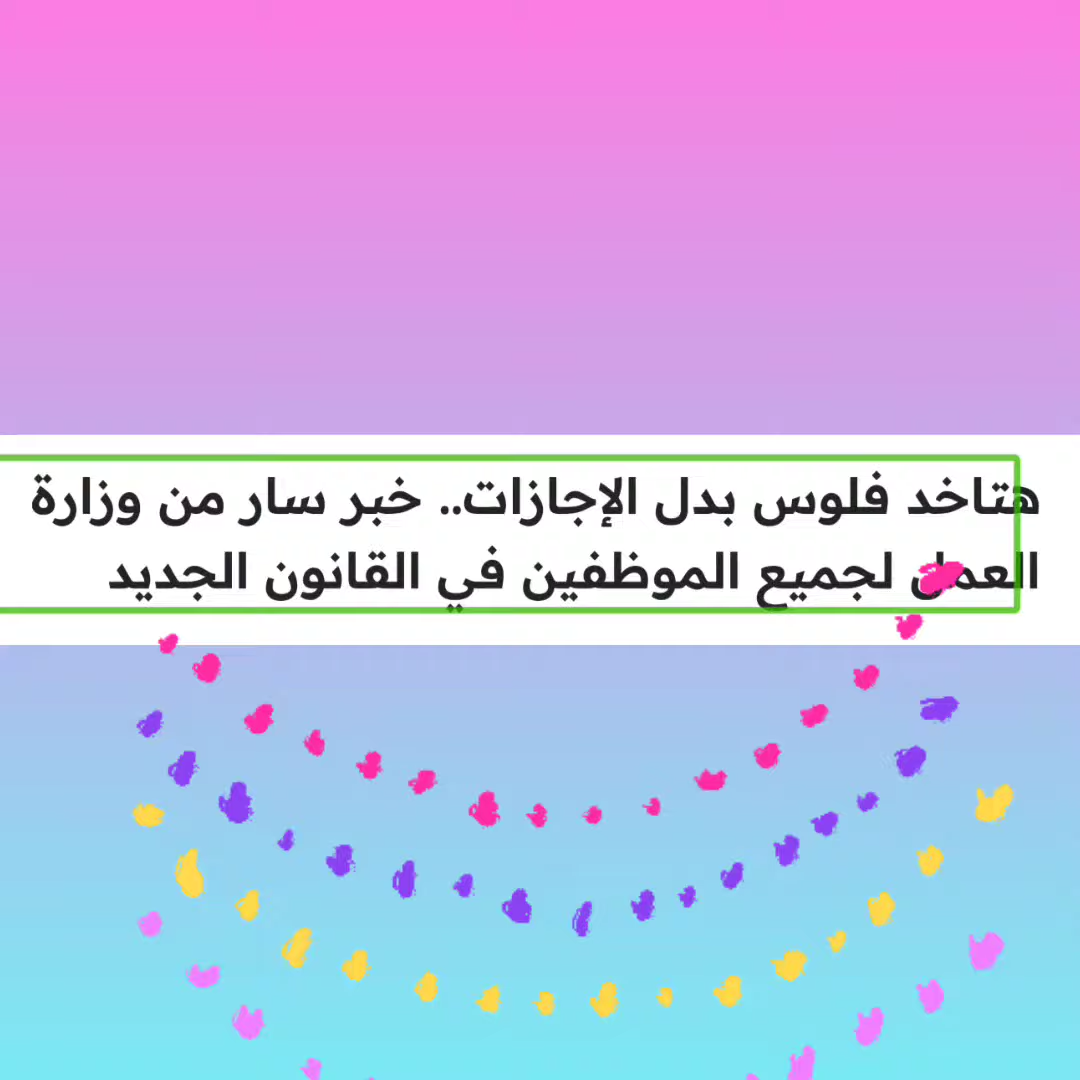 هتاخد فلوس بدل الإجازات.. خبر سار من وزارة
العمل لجميع الموظفين في القانون الجديد